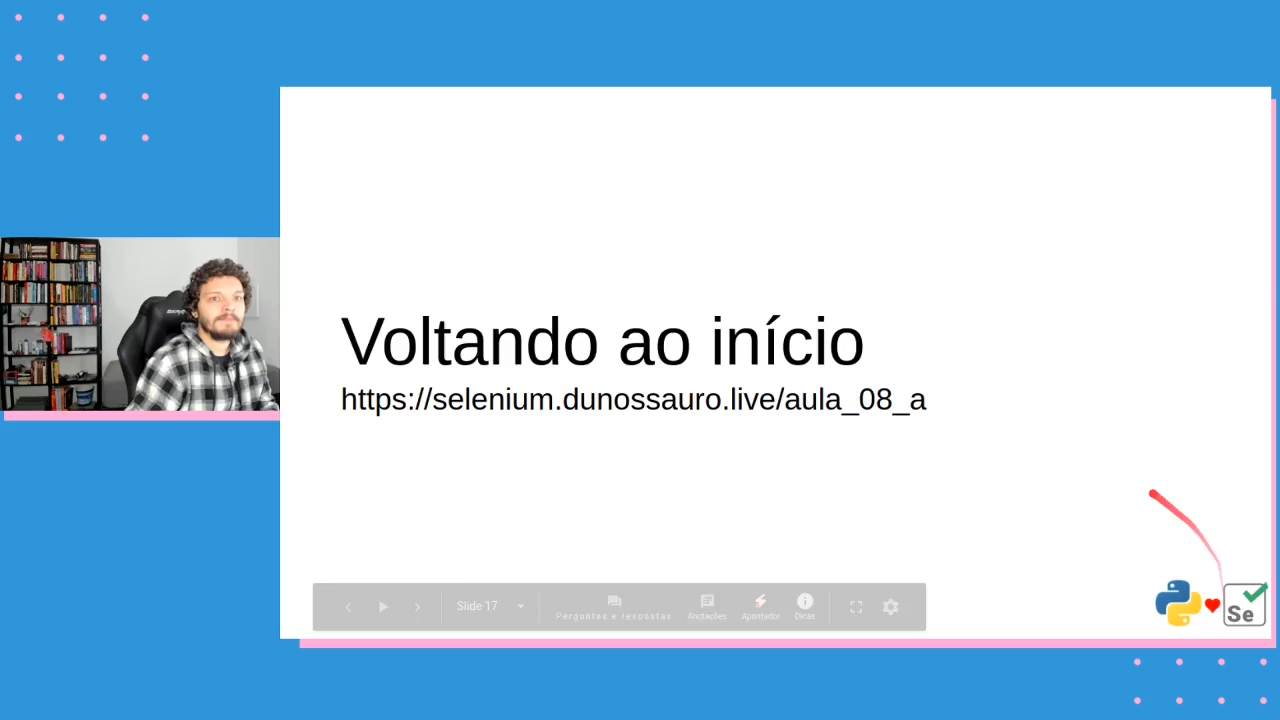 Voltando ao início
https://selenium.dunossauro.live/aula_08_a
Slide 17
Perguntas e respostas
Anotações
Apontador
Dicas
Se